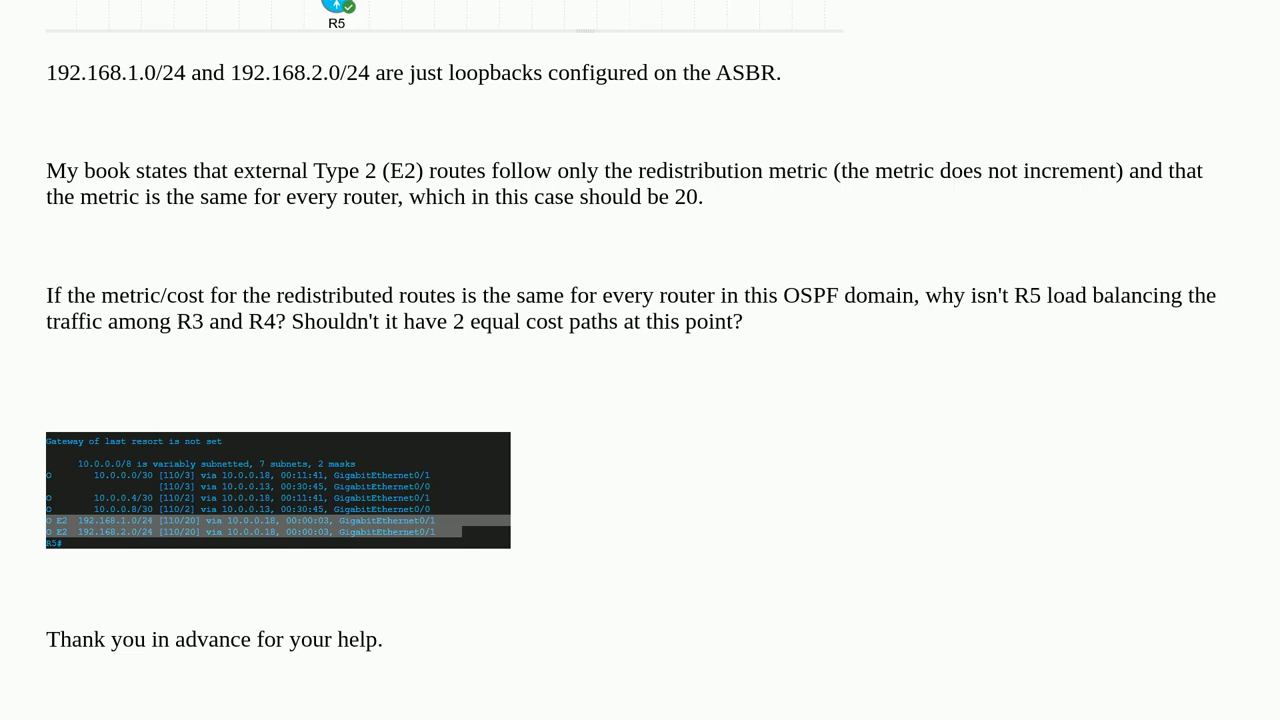 R5
192.168.1.0/24 and 192.168.2.0/24 are just loopbacks configured on the ASBR.
My book states that external Type 2 (E2) routes follow only the redistribution metric (the metric does not increment) and that
the metric is the same for every router, which in this case should be 20.
If the metric/cost for the redistributed routes is the same for every router in this OSPF domain, why isn't R5 load balancing the
traffic among R3 and R4? Shouldn't it have 2 equal cost paths at this point?
Gateway of last resort is not set
10.0.0.0/8 is variably subnetted, 7 subnets, 2 masks
O 10.0.0.0/30 [110/3] via 10.0.0.18, 00:11:41, GigabitEthernet0/1
[110/3] via 10.0.0.13, 00:30:45, GigabitEthernet0/0
O 10.0.0.4/30 [110/2] via 10.0.0.18, 00:11:41, GigabitEthernet0/1
O 10.0.0.8/30 [110/2] via 10.0.0.13, 00:30:45, GigabitEthernet0/0
O E2 192.168.1.0/24 [110/20] via 10.0.0.18, 00:00:03, GigabitEthernet0/1
O E2 192.168.2.0/24 [110/20] via 10.0.0.18, 00:00:03, GigabitEthernet0/1
R5#
Thank you in advance for your help.